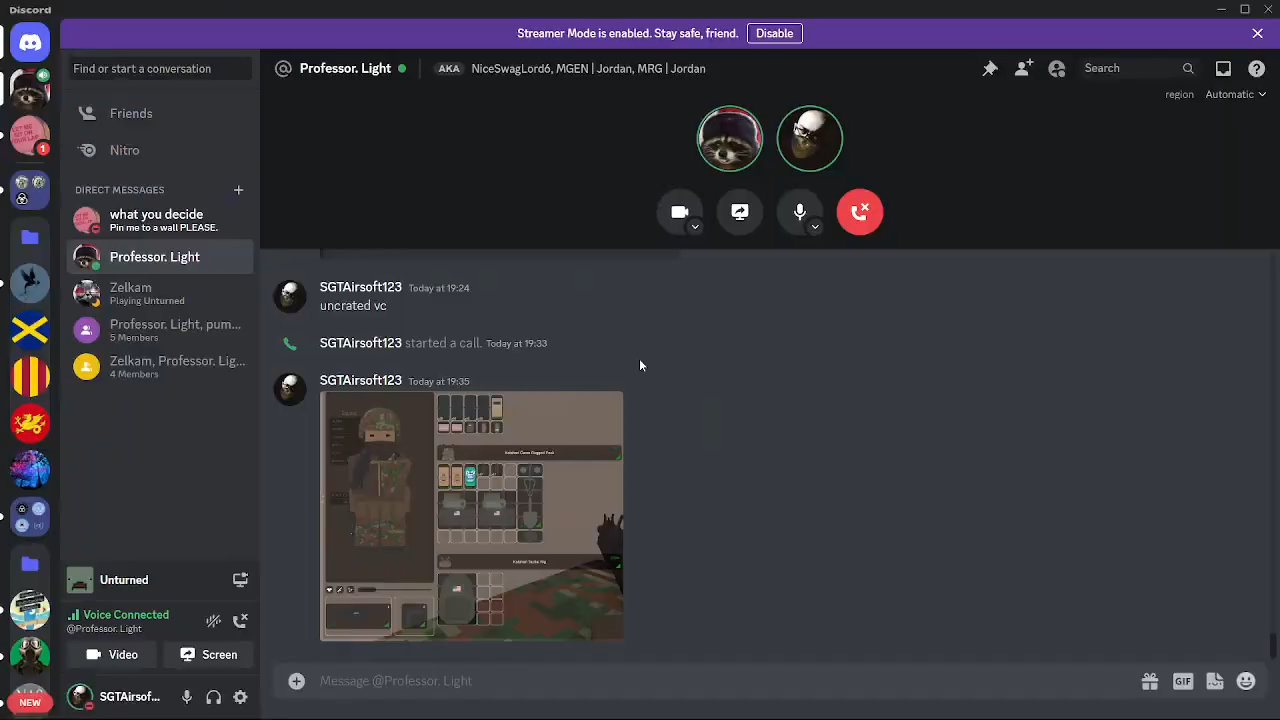 Discord
Streamer Mode is enabled. Stay safe, friend.
Disable
Find or start a conversation
Professor. Light
AKA
NiceSwagLord6, MGEN | Jordan, MRG | Jordan
Search
region
Automatic
Friends
Nitro
DIRECT MESSAGES
what you decide
Pin me to a wall PLEASE.
Professor. Light
Zelkam
Playing Unturned
Professor. Light, pum...
5 Members
Zelkam, Professor. Lig...
4 Members
1
SGTAirsoft123 Today at 19:24
uncrated vc
SGTAirsoft123 started a call. Today at 19:33
SGTAirsoft123 Today at 19:35
Unturned
Voice Connected
@Professor. Light
Video
Screen
SGTAirsof...
NEW
Message @Professor. Light
GIF